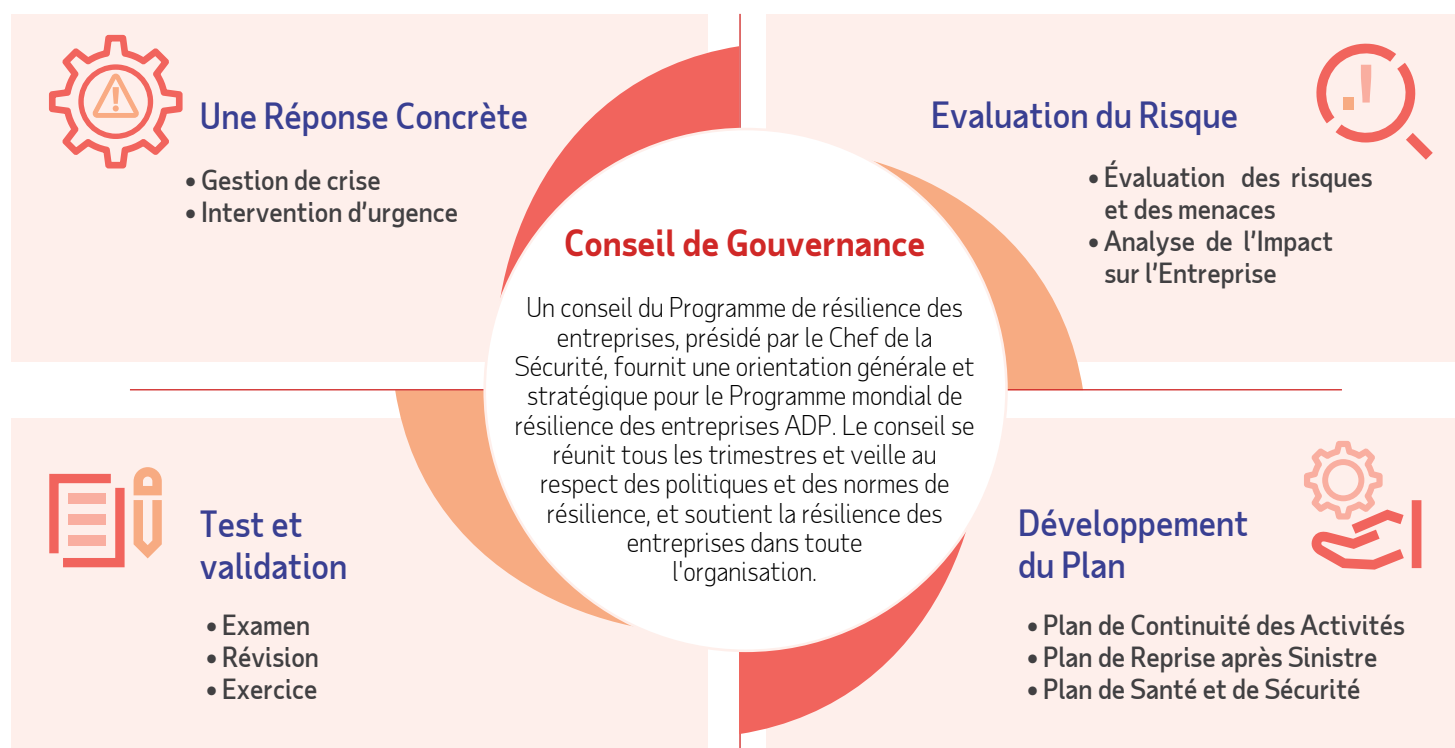 Une Réponse Concrète
• Gestion de crise
• Intervention d’urgence
Evaluation du Risque
• Évaluation des risques
et des menaces
• Analyse de l’Impact
sur l’Entreprise
Conseil de Gouvernance
Un conseil du Programme de résilience des
entreprises, présidé par le Chef de la
Sécurité, fournit une orientation générale et
stratégique pour le Programme mondial de
résilience des entreprises ADP. Le conseil se
réunit tous les trimestres et veille au
respect des politiques et des normes de
résilience, et soutient la résilience des
entreprises dans toute
l'organisation.
Test et
validation
• Examen
• Révision
• Exercice
Développement
du Plan
• Plan de Continuité des Activités
• Plan de Reprise après Sinistre
• Plan de Santé et de Sécurité